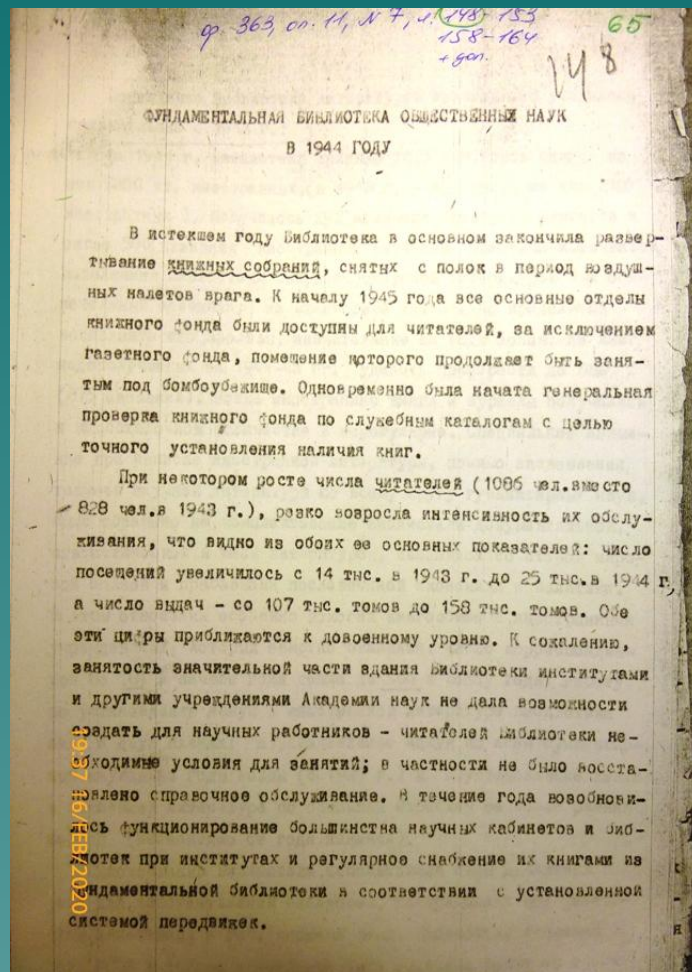 ф. 363, оп. 11, № 7, л. 148-153
158-164
+ доп.
65
148
ФУНДАМЕНТАЛЬНАЯ БИБЛИОТЕКА ОБЩЕСТВЕННЫХ НАУК
В 1944 ГОДУ
В истекшем году Библиотека в основном закончила развер-
тывание книжных собраний, снятых с полок в период воздуш-
ных налетов врага. К началу 1945 года все основные отделы
книжного фонда были доступны для читателей, за исключением
газетного фонда, помещение которого продолжает быть заня-
тым под бомбоубежище. Одновременно была начата генеральная
проверка книжного фонда по служебным каталогам с целью
точного установления наличия книг.
При некотором росте числа читателей (1086 чел.вместо
828 чел.в 1943 г.), резко возросла интенсивность их обслу-
живания, что видно из обоих ее основных показателей: число
посещений увеличилось с 14 тыс. в 1943 г. до 25 тыс.в 1944 г.,
а число выдач - со 107 тыс. томов до 158 тыс. томов. Обе
эти цифры приближаются к довоенному уровню. К сожалению,
занятость значительной части здания Библиотеки институтами
и другими учреждениями Академии наук не дала возможности
создать для научных работников - читателей Библиотеки не-
обходимые условия для занятий; в частности не было восста-
новлено справочное обслуживание. В течение года возобнови-
лось функционирование большинства научных кабинетов и биб-
лиотек при институтах и регулярное снабжение их книгами из
Фундаментальной библиотеки в соответствии с установленной
системой передвижек.
19:37 16/FEB/2020